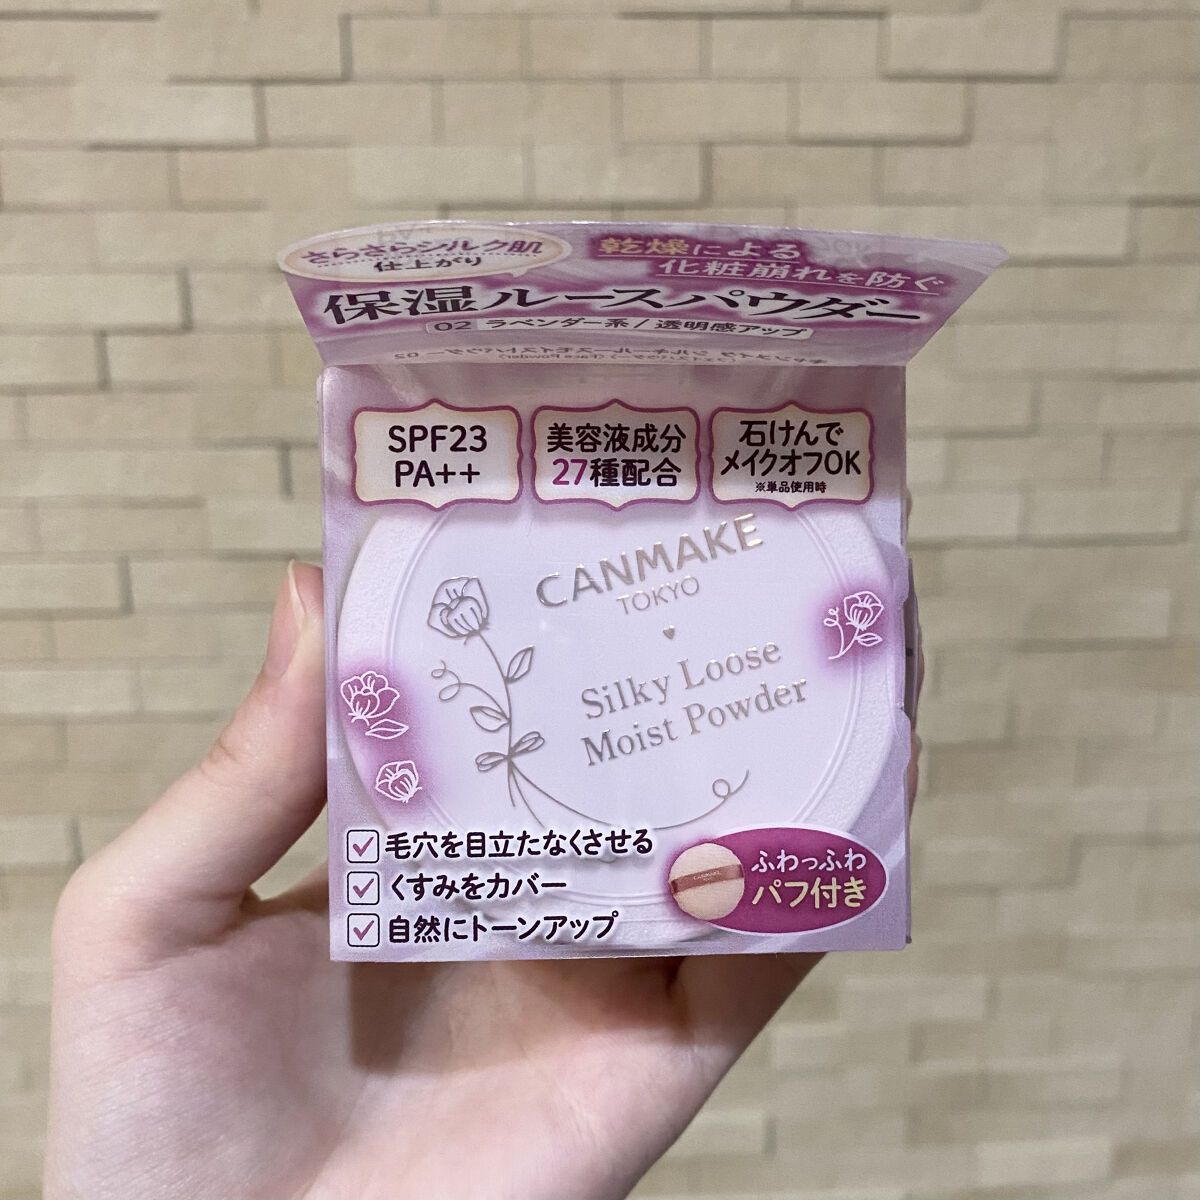 さらさらシルク肌
仕上がり
乾燥による
化粧崩れを防ぐ
保湿ルースパウダー
02 ラベンダー系/透明感アップ
SPF23
PA++
美容液成分
27種配合
石けんで
メイクオフOK
※単品使用時
CANMAKE
TOKYO
Silky Loose
Moist Powder
毛穴を目立たなくさせる
くすみをカバー
自然にトーンアップ
CANMAKE
ふわっふわ
パフ付き